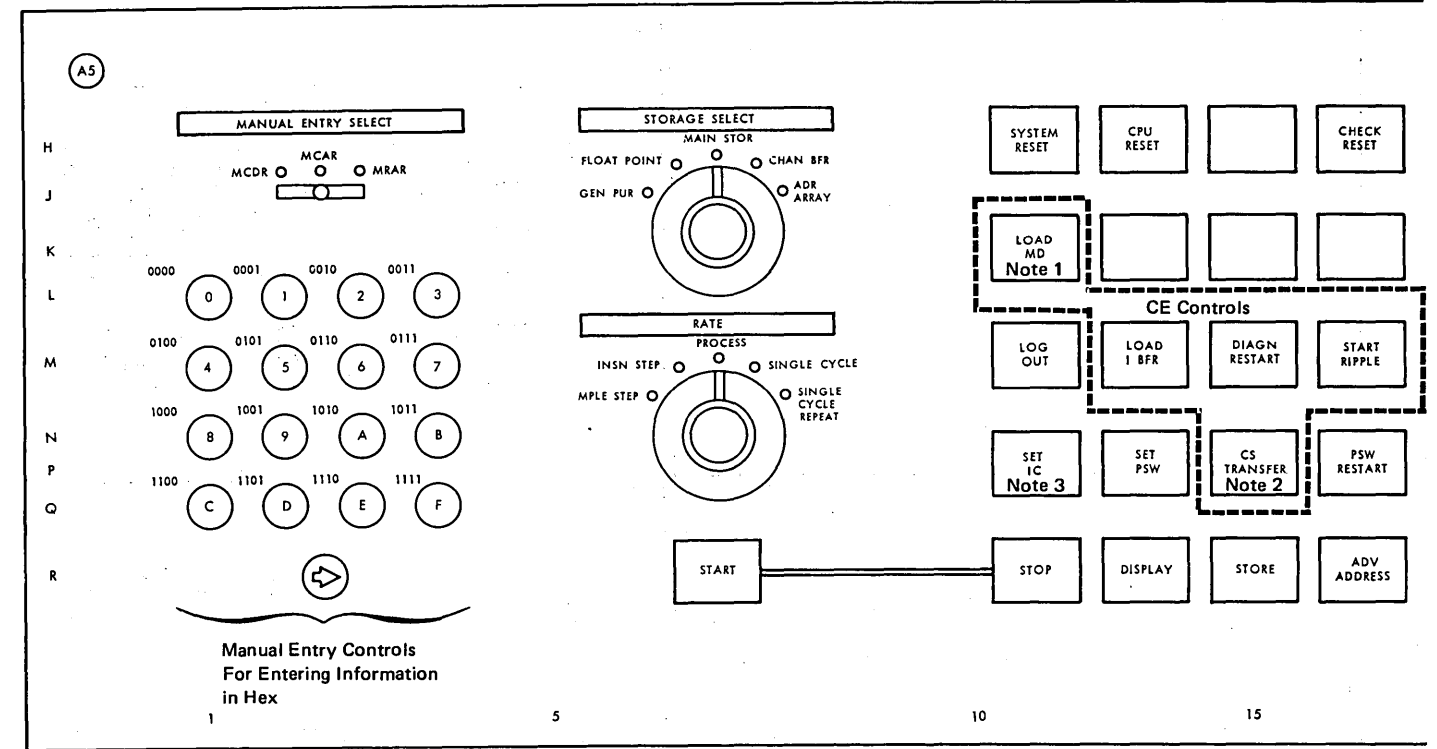 A5
MANUAL ENTRY SELECT
MCDR MCAR MRAR
0000 0001 0010 0011
0 1 2 3
0100 0101 0110 0111
4 5 6 7
1000 1001 1010 1011
8 9 A B
1100 1101 1110 1111
C D E F
Manual Entry Controls
For Entering Information
in Hex
STORAGE SELECT
MAIN STOR
FLOAT POINT
CHAN BFR
GEN PUR
ADR
ARRAY
RATE
PROCESS
INSN STEP
SINGLE CYCLE
MPLE STEP
SINGLE
CYCLE
REPEAT
START
SYSTEM
RESET
CPU
RESET
CHECK
RESET
LOAD
MD
Note 1
CE Controls
LOG
OUT
LOAD
I BFR
DIAGN
RESTART
START
RIPPLE
SET
IC
Note 3
SET
PSW
CS
TRANSFER
Note 2
PSW
RESTART
STOP
DISPLAY
STORE
ADV
ADDRESS
H
J
K
L
M
N
P
Q
R
1 5 10 15